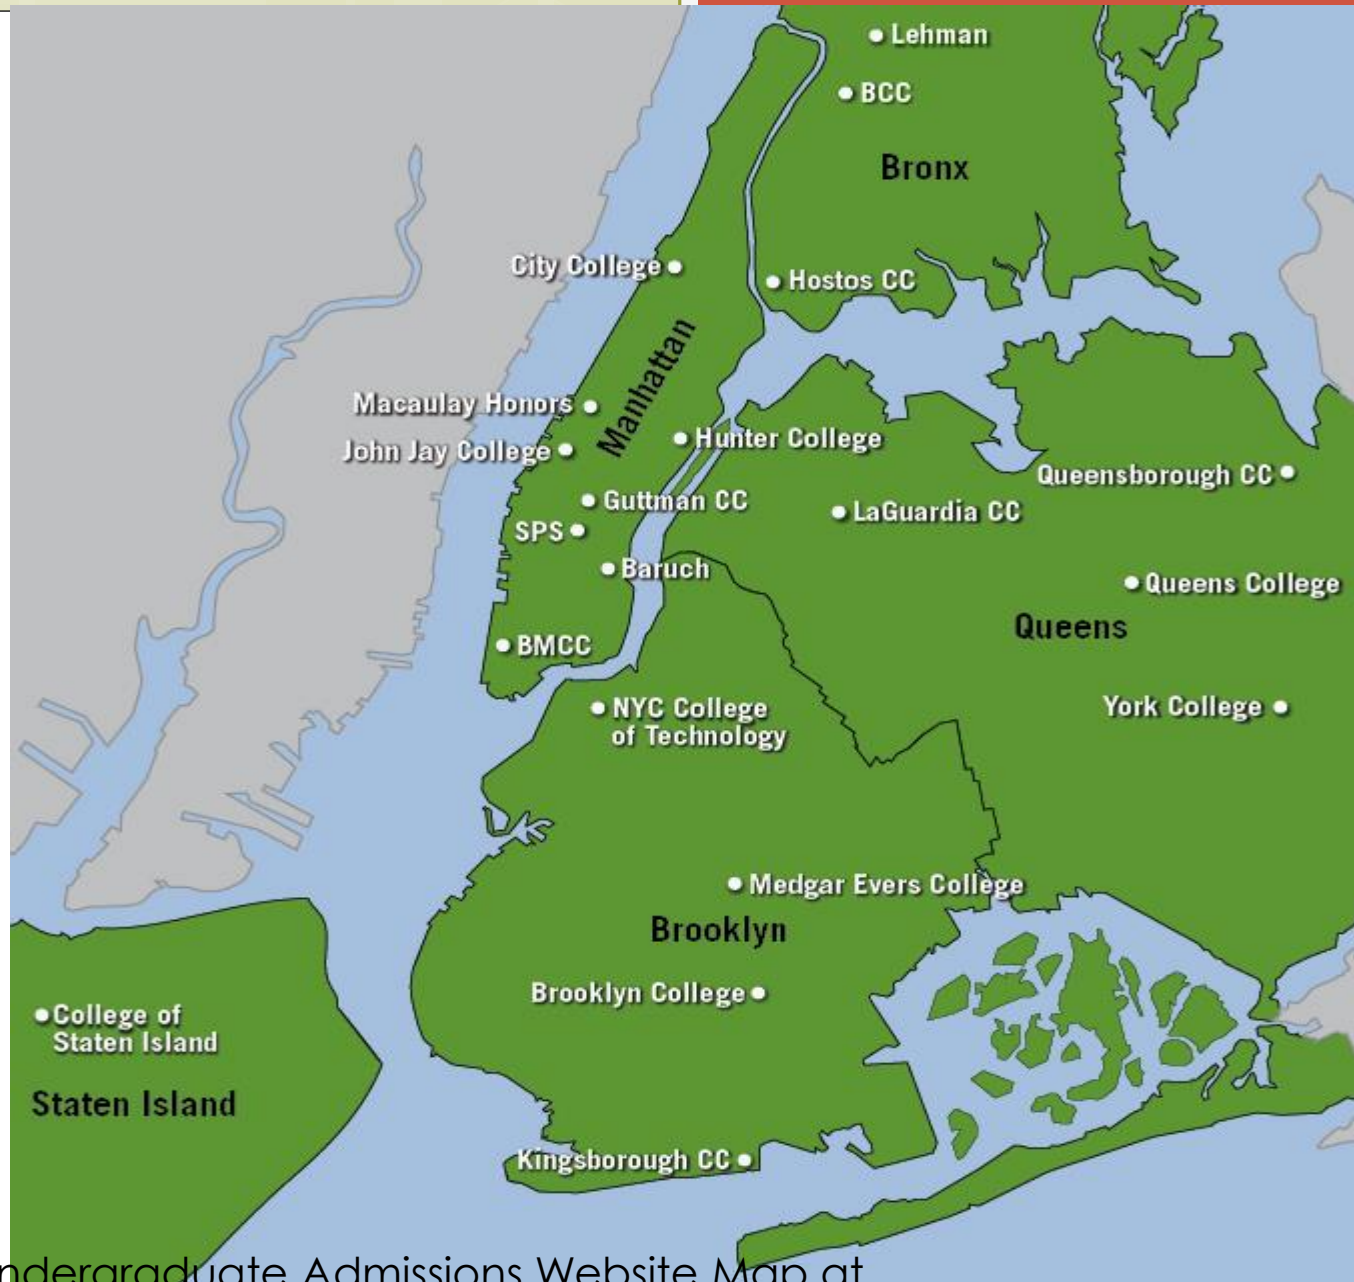 Lehman
BCC
Bronx
City College
Hostos CC
Manhattan
Macaulay Honors
Hunter College
John Jay College
Queensborough CC
Guttman CC
LaGuardia CC
SPS
Baruch
Queens College
Queens
BMCC
NYC College
of Technology
York College
Medgar Evers College
Brooklyn
Brooklyn College
College of
Staten Island
Staten Island
Kingsborough CC
ndergraduate Admissions Website Map at